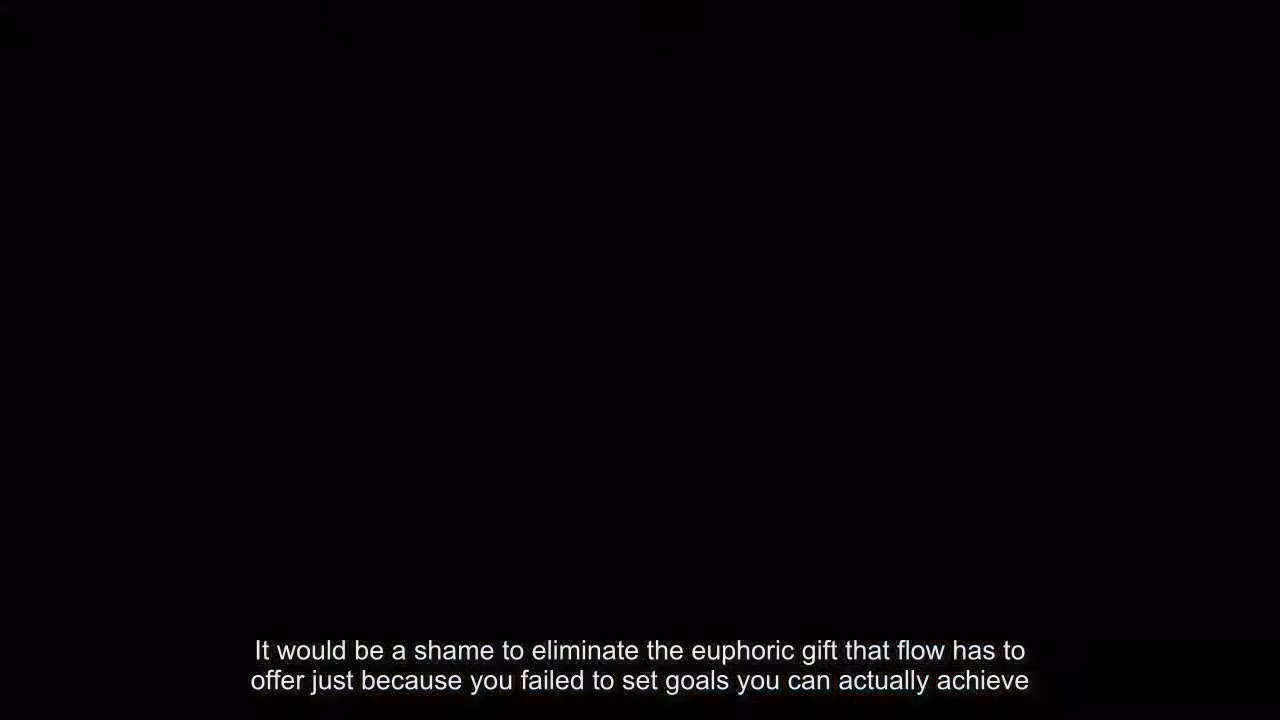 It would be a shame to eliminate the euphoric gift that flow has to
offer just because you failed to set goals you can actually achieve